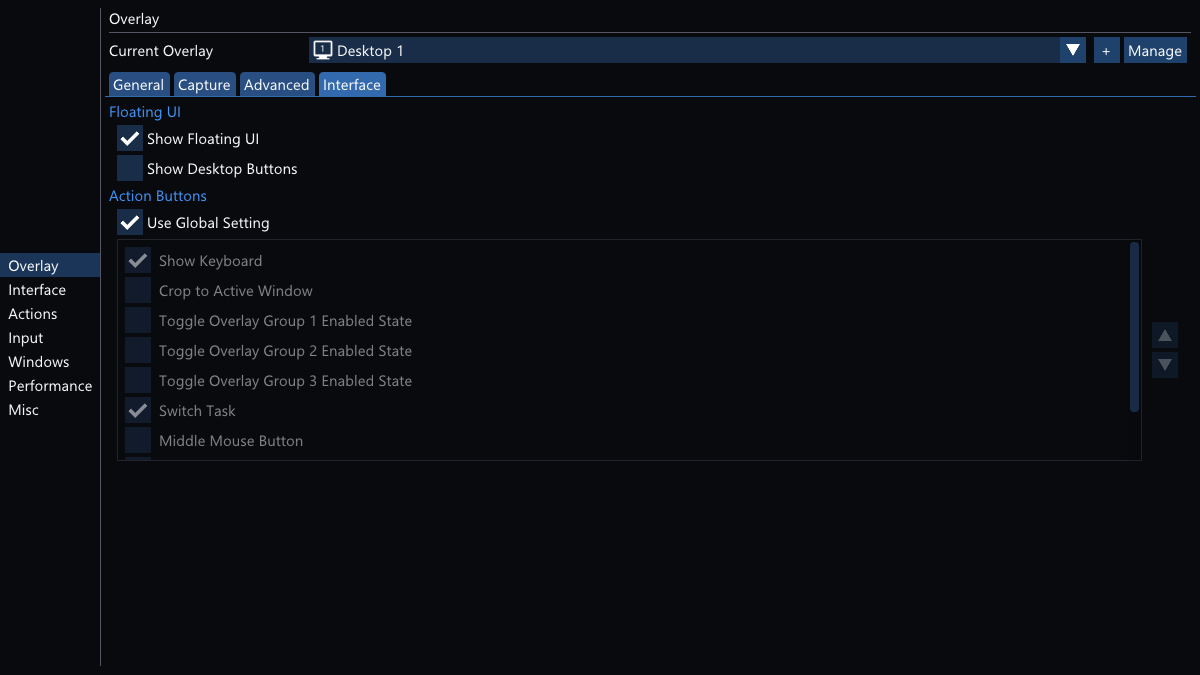 Overlay
Current Overlay 1 Desktop 1 + Manage
General Capture Advanced Interface
Floating UI
Show Floating UI
Show Desktop Buttons
Action Buttons
Use Global Setting
Show Keyboard
Crop to Active Window
Toggle Overlay Group 1 Enabled State
Toggle Overlay Group 2 Enabled State
Toggle Overlay Group 3 Enabled State
Switch Task
Middle Mouse Button
Overlay
Interface
Actions
Input
Windows
Performance
Misc